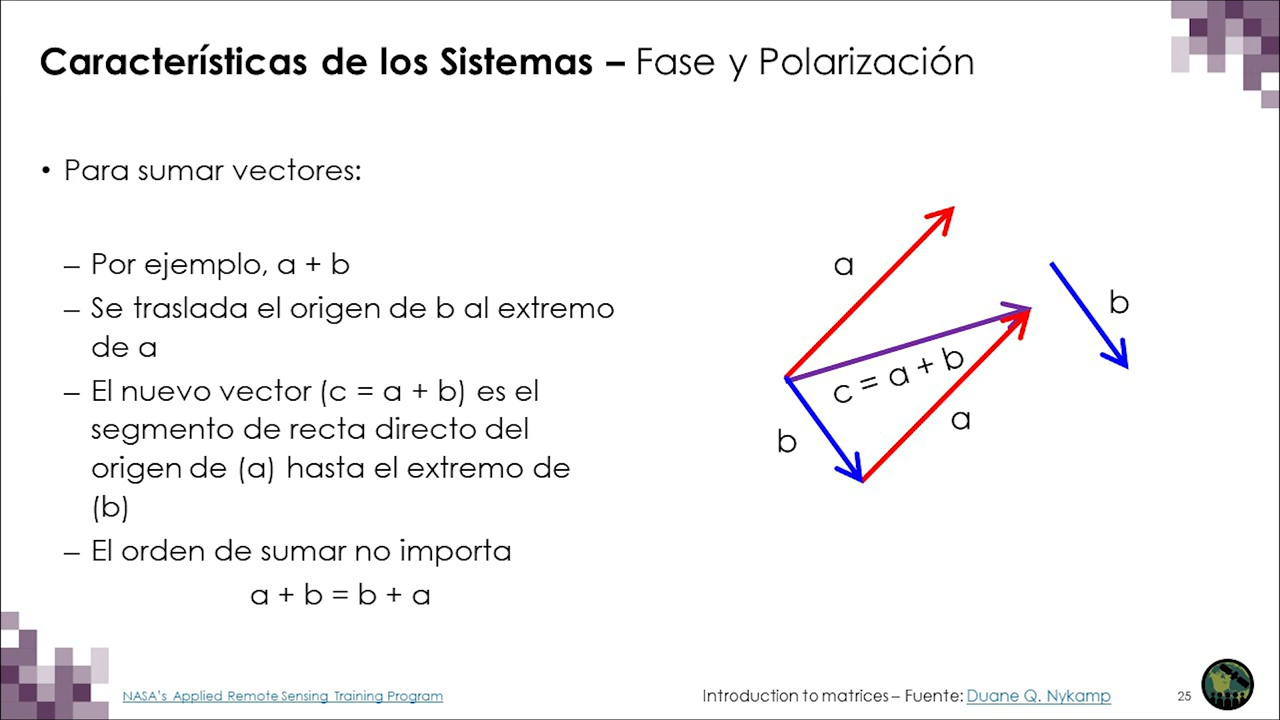 Características de los Sistemas – Fase y Polarización
• Para sumar vectores:
– Por ejemplo, a + b
– Se traslada el origen de b al extremo
de a
– El nuevo vector (c = a + b) es el
segmento de recta directo del
origen de (a) hasta el extremo de
(b)
– El orden de sumar no importa
a + b = b + a
a
b
c = a + b
a
b
NASA's Applied Remote Sensing Training Program
Introduction to matrices – Fuente: Duane Q. Nykamp
25